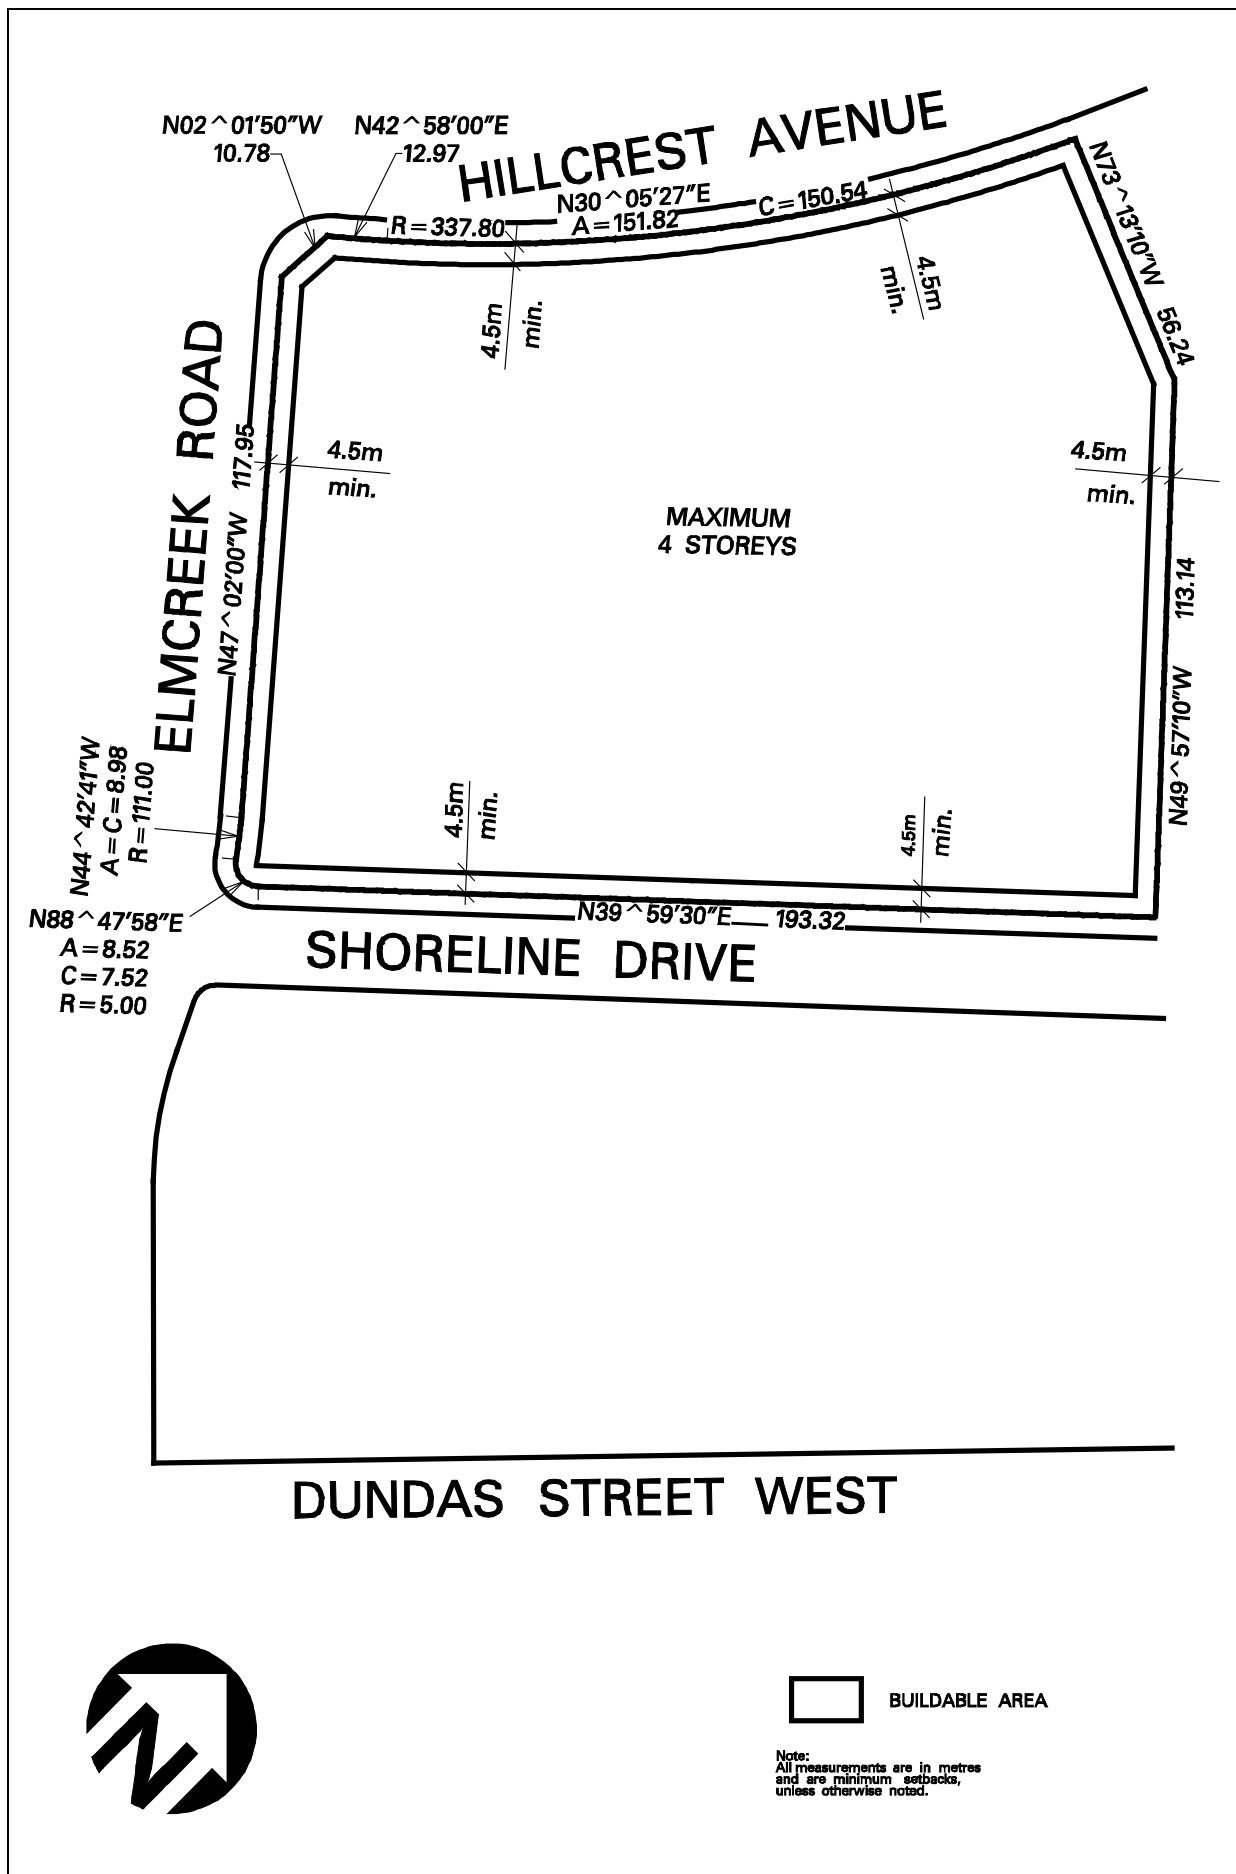 N02^01'50"W
10.78
N42^58'00"E
12.97
HILLCREST AVENUE
R=337.80
N30^05'27"E
A=151.82
C=150.54
N73^13'10"W 56.24
4.5m
min.
4.5m
min.
ELMCREEK ROAD
N47^02'00"W 117.95
4.5m
min.
4.5m
min.
MAXIMUM
4 STOREYS
N49^57'10"W 113.14
N44^42'41"W
A=C=8.98
R=111.00
4.5m
min.
4.5m
min.
N88^47'58"E
A=8.52
C=7.52
R=5.00
N39^59'30"E 193.32
SHORELINE DRIVE
DUNDAS STREET WEST
N
BUILDABLE AREA
Note:
All measurements are in metres
and are minimum setbacks,
unless otherwise noted.